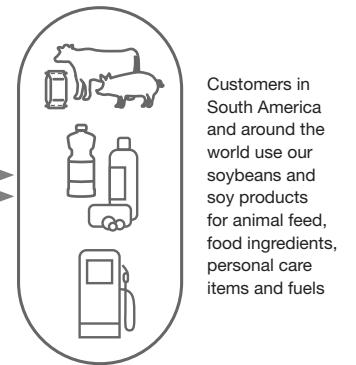 Customers in
South America
and around the
world use our
soybeans and
soy products
for animal feed,
food ingredients,
personal care
items and fuels